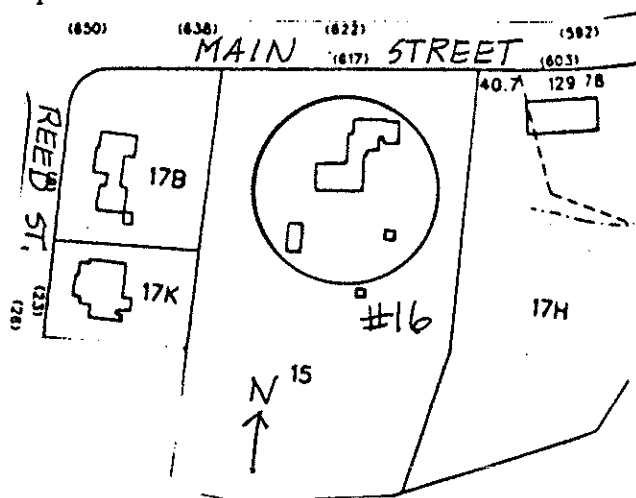 (650) (638) (622) (582)
MAIN (617) STREET (603)
40.7 129 78
REED ST.
17B
17K
(23)
(26)
#16
17H
N 15